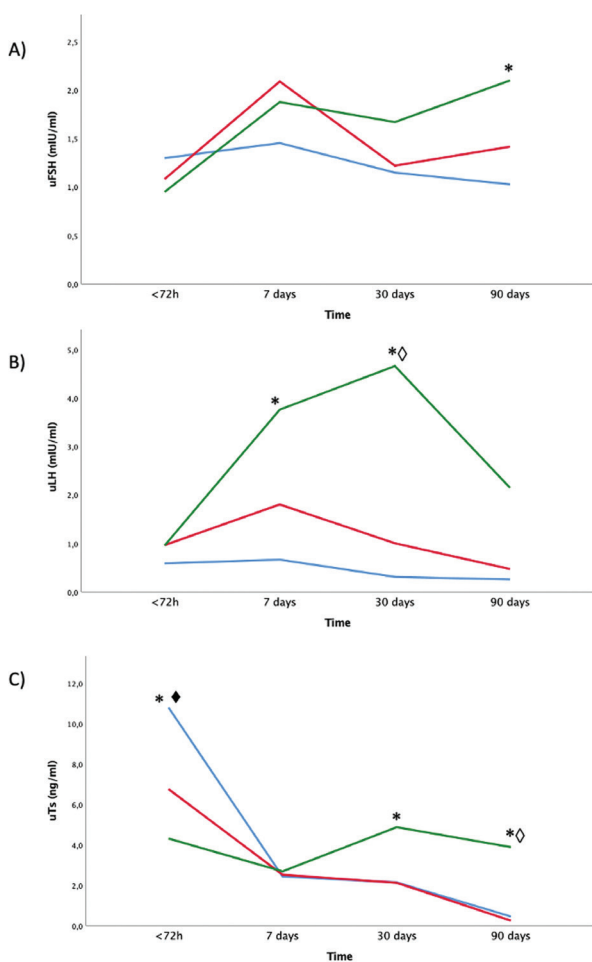 A)
uFSH (mIU/ml)
2,5
2,0
1,5
1,0
0,5
0,0
*
<72h 7 days 30 days 90 days
Time
B)
uLH (mIU/ml)
5,0
4,0
3,0
2,0
1,0
0,0
*
*◊
<72h 7 days 30 days 90 days
Time
C)
uTs (ng/ml)
12,0
10,0
8,0
6,0
4,0
2,0
0,0
* ♦
*
*◊
<72h 7 days 30 days 90 days
Time